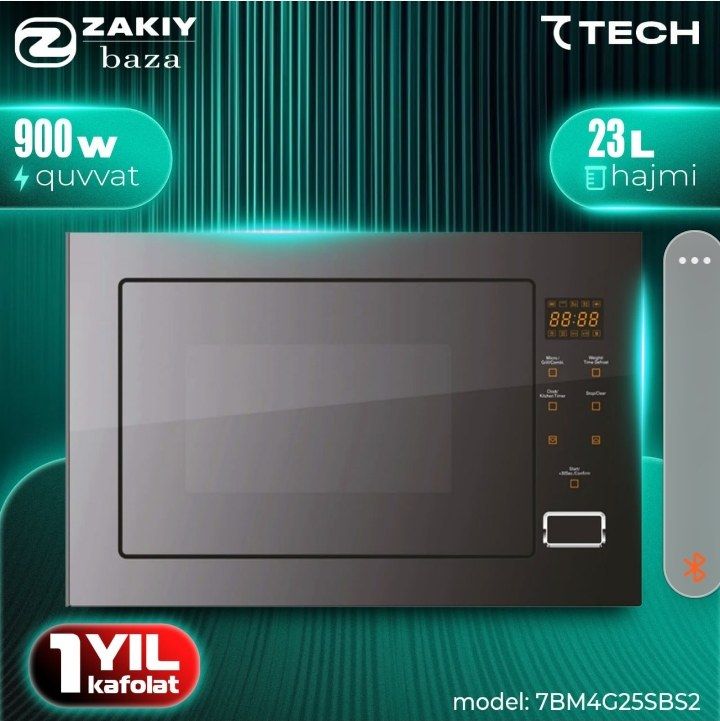 ZAKIY
baza
7 TECH
900 W
quvvat
23 L
hajmi
88:88
Micro./
Grill/Combi.
Weight/
Time Defrost
Clock/
Kitchen Timer
Stop/Clear
Start/
+30Sec./Confirm
1 YIL
kafolat
model: 7BM4G25SBS2